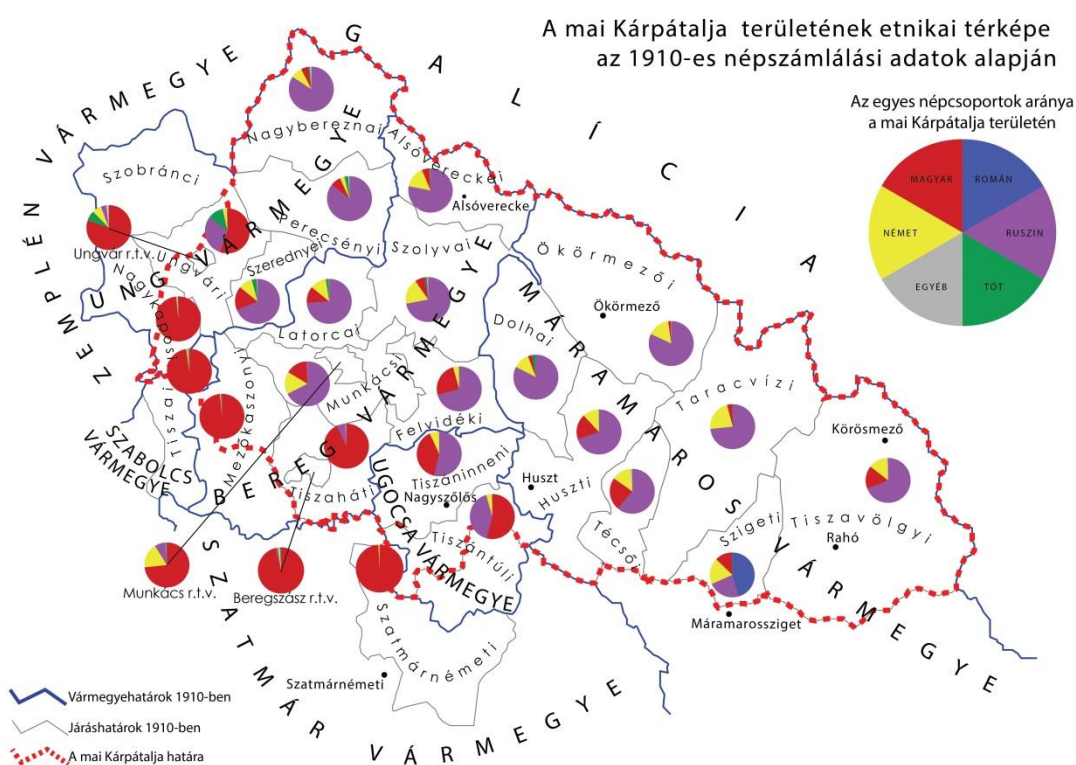 A mai Kárpátalja területének etnikai térképe
az 1910-es népszámlálási adatok alapján
Az egyes népcsoportok aránya
a mai Kárpátalja területén
MAGYAR
ROMÁN
NÉMET
RUSZIN
EGYÉB
TÓT
GALÍCIA
ZEMPLÉN VÁRMEGYE
UNG VÁRMEGYE
BEREG VÁRMEGYE
MÁRAMAROS VÁRMEGYE
UGOCSA VÁRMEGYE
SZABOLCS
VÁRMEGYE
SZATMÁR VÁRMEGYE
Nagybereznai
Szobránci
Alsóvereckei
Alsóverecke
Perecsényi
Ungvár r.t.v.
Ungvári
Szerednyei
Szolyvai
Ökörmezői
Ökörmező
Nagykaposi
Latorcai
Dolhai
Munkácsi
Taracvízi
Tiszai
Mezőkaszonyi
Felvidéki
Kőrösmező
Tiszáninneni
Huszt
Huszti
Tiszaháti
Nagyszőlős
Tiszántúli
Técsői
Szigeti
Tiszavölgyi
Rahó
Munkács r.t.v.
Beregszász r.t.v.
Máramarossziget
Szatmárnémeti
Szatmárnémeti
Vármegyehatárok 1910-ben
Járáshatárok 1910-ben
A mai Kárpátalja határa